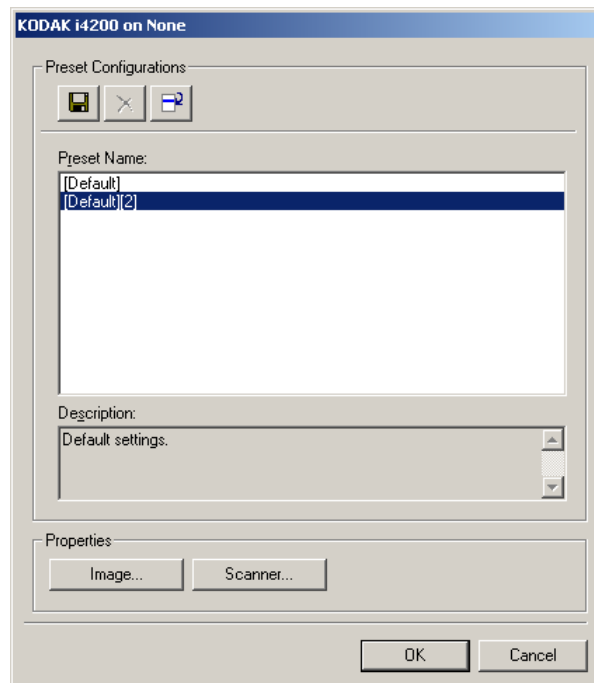 KODAK i4200 on None
Preset Configurations
Preset Name:
[Default]
[Default][2]
Description:
Default settings.
Properties
Image...
Scanner...
OK
Cancel